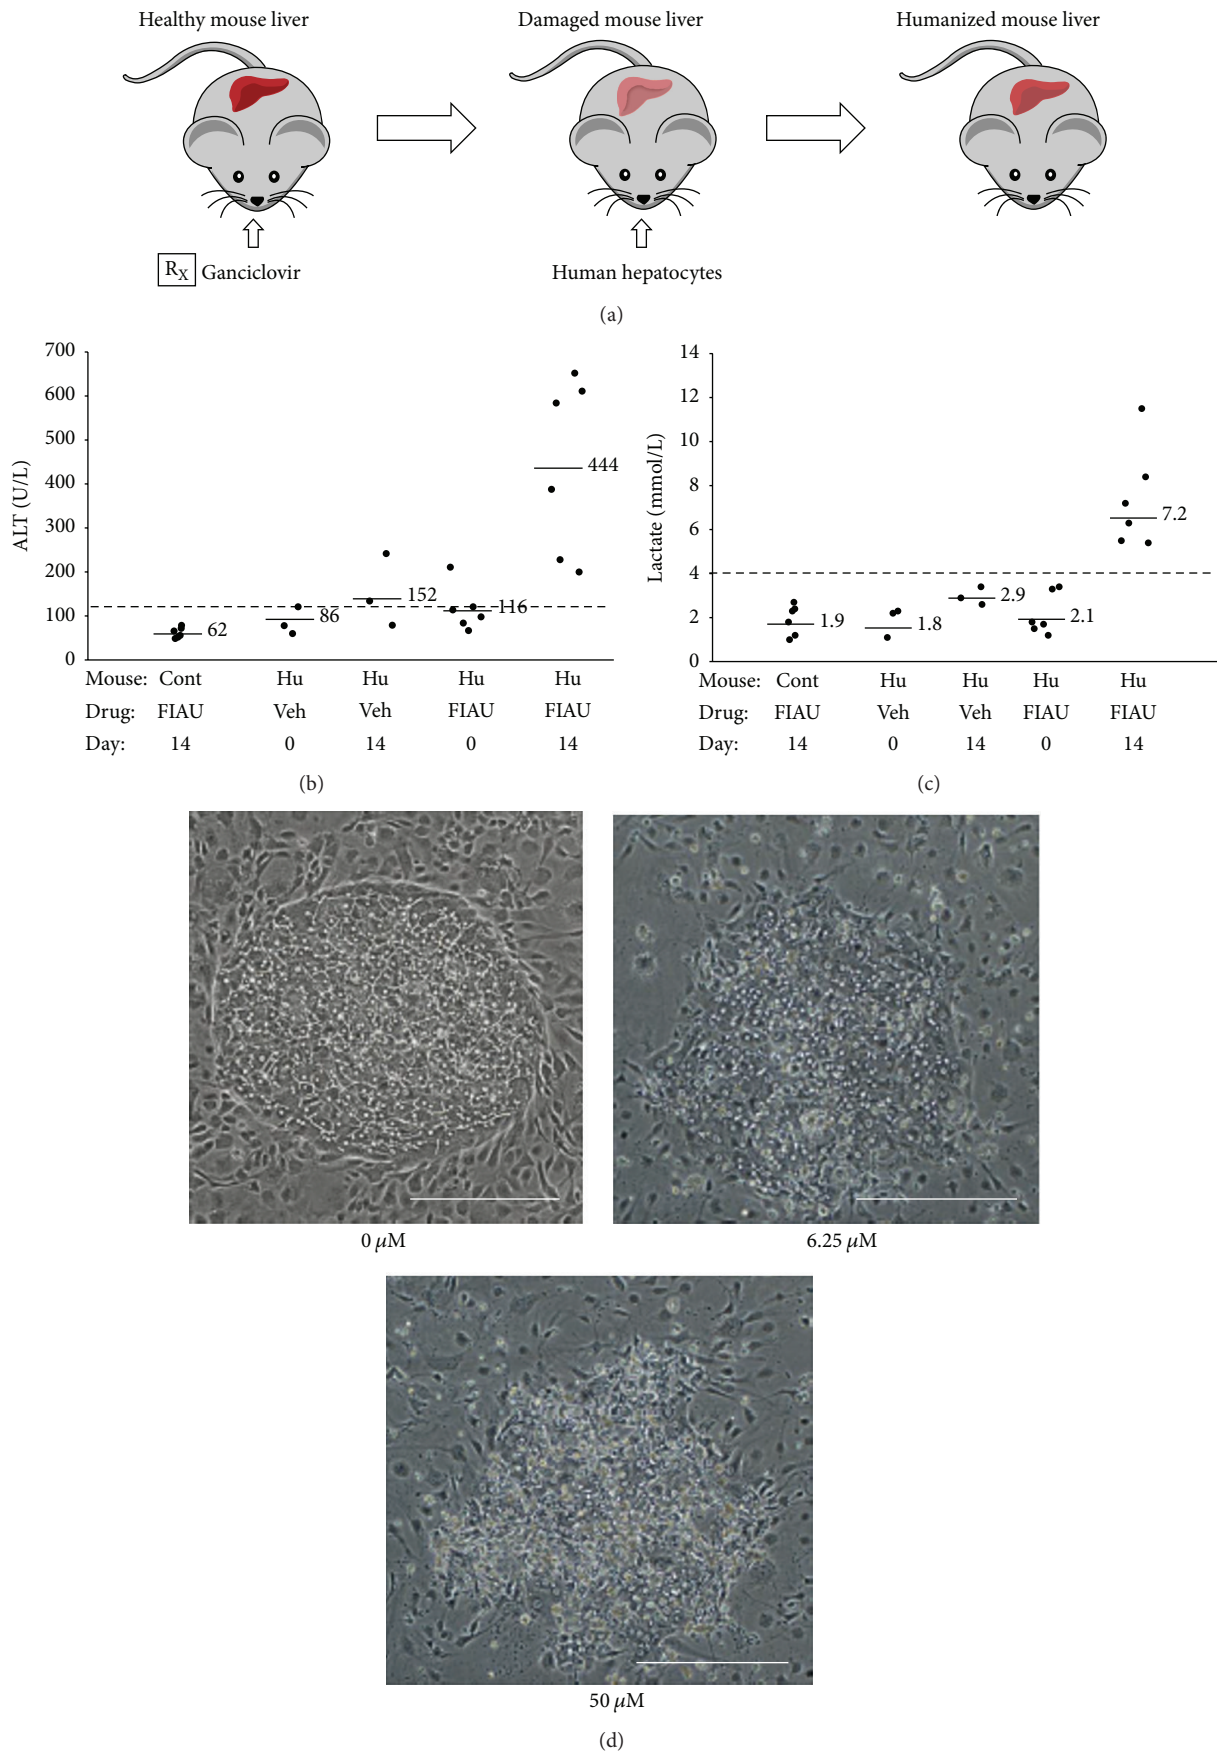 Healthy mouse liver Damaged mouse liver Humanized mouse liver
RX Ganciclovir Human hepatocytes
(a)
ALT (U/L)
700
600
500
400
300
200
100
0
62
86
152
116
444
Mouse: Cont Hu Hu Hu Hu
Drug: FIAU Veh Veh FIAU FIAU
Day: 14 0 14 0 14
(b)
Lactate (mmol/L)
14
12
10
8
6
4
2
0
1.9
1.8
2.9
2.1
7.2
Mouse: Cont Hu Hu Hu Hu
Drug: FIAU Veh Veh FIAU FIAU
Day: 14 0 14 0 14
(c)
0 μM 6.25 μM
50 μM
(d)